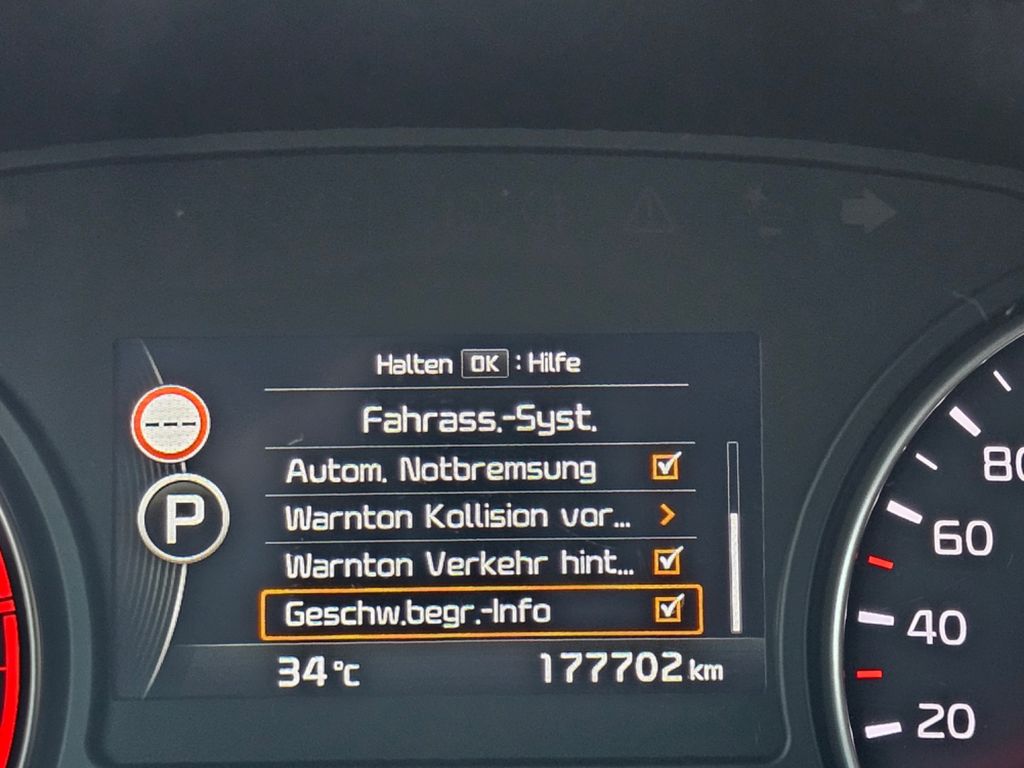 Halten OK : Hilfe
Fahrass.-Syst.
---
Autom. Notbremsung
P
Warnton Kollision vor...
Warnton Verkehr hint...
Geschw.begr.-Info
34 °C
177702 km
80
60
40
20